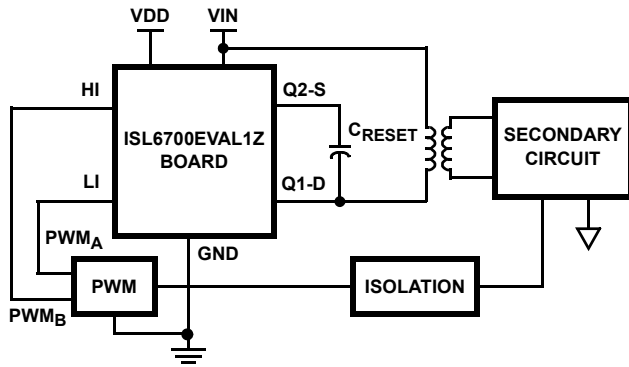 VDD VIN
HI
Q2-S
ISL6700EVAL1Z
BOARD
CRESET
SECONDARY
CIRCUIT
LI
Q1-D
PWMA
GND
PWM
ISOLATION
PWMB